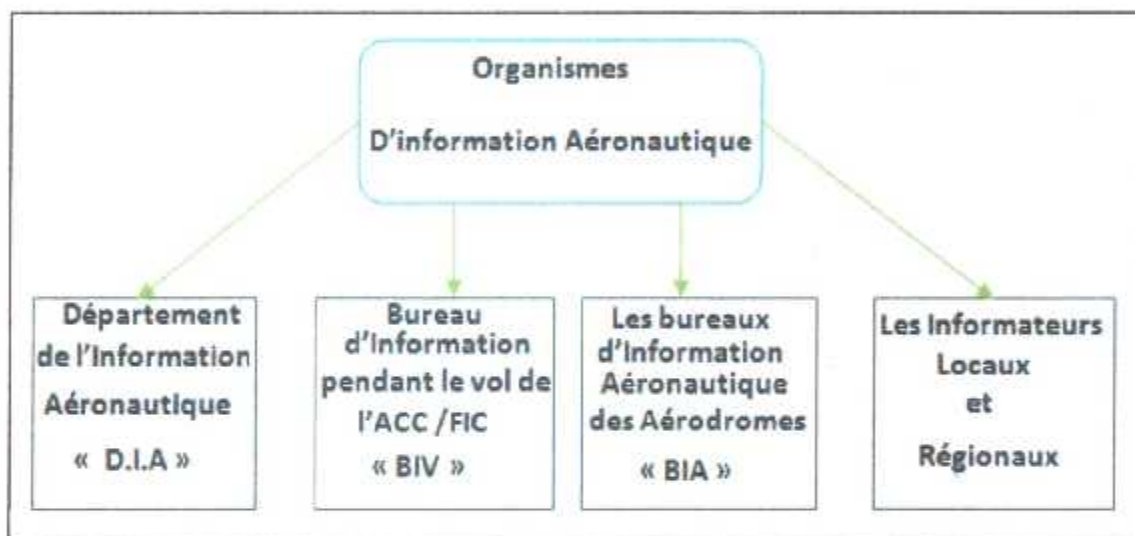 Organismes
D'information Aéronautique
Département
de l'Information
Aéronautique
« D.I.A »
Bureau
d'Information
pendant le vol de
l'ACC /FIC
« BIV »
Les bureaux
d'Information
Aéronautique
des Aérodromes
« BIA »
Les Informateurs
Locaux
et
Régionaux